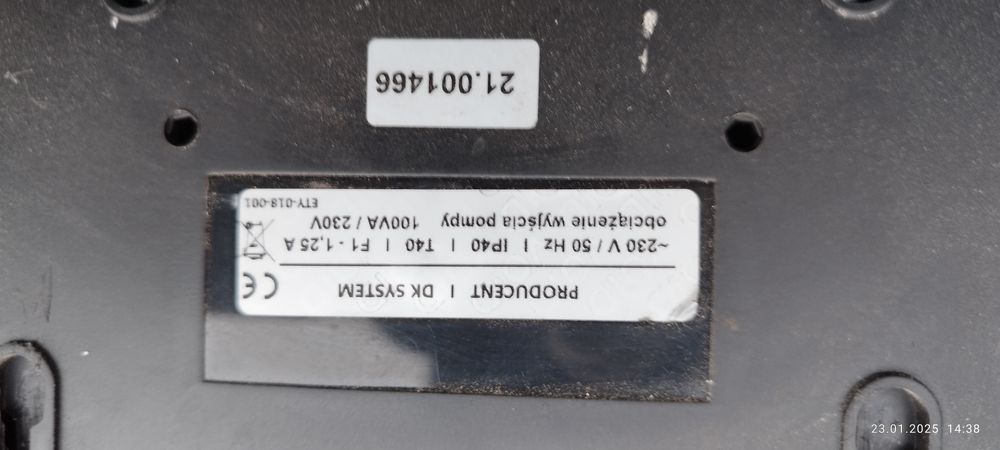 21.001466
PRODUCENT | DK SYSTEM
CE
~230 V / 50 Hz | IP40 | T40 | F1 - 1,25 A
obciążenie wyjścia pompy 100VA / 230V
ETY-018-001
23.01.2025 14:38